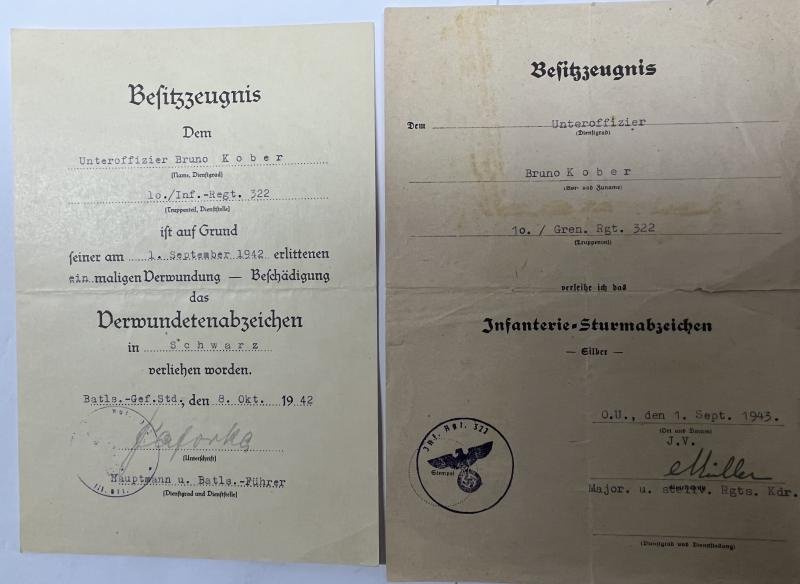 Besitzzeugnis
Dem
Unteroffizier Bruno K o b e r
(Name, Dienstgrad)
10./Inf.-Regt. 322
(Truppenteil, Dienststelle)
ist auf Grund
seiner am 1. September 1942 erlittenen
ein maligen Verwundung — Beschädigung
das
Verwundetenabzeichen
in S c h w a r z
verliehen worden.
Batls.-Gef.Std., den 8. Okt. 1942
(Unterschrift)
Hauptmann u. Batls.-Führer
(Dienstgrad und Dienststelle)
Besitzzeugnis
Dem Unteroffizier
(Dienstgrad)
Bruno K o b e r
(Vor- und Zuname)
10. / Gren. Rgt. 322
(Truppenteil)
verleihe ich das
Infanterie-Sturmabzeichen
— Silber —
O.U., den 1. Sept. 1943.
(Ort und Datum)
J.V.
Müller
Major. u. stellv. Rgts. Kdr.
(Dienstgrad und Dienststellung)
Inf. Rgt. 322
Stempel